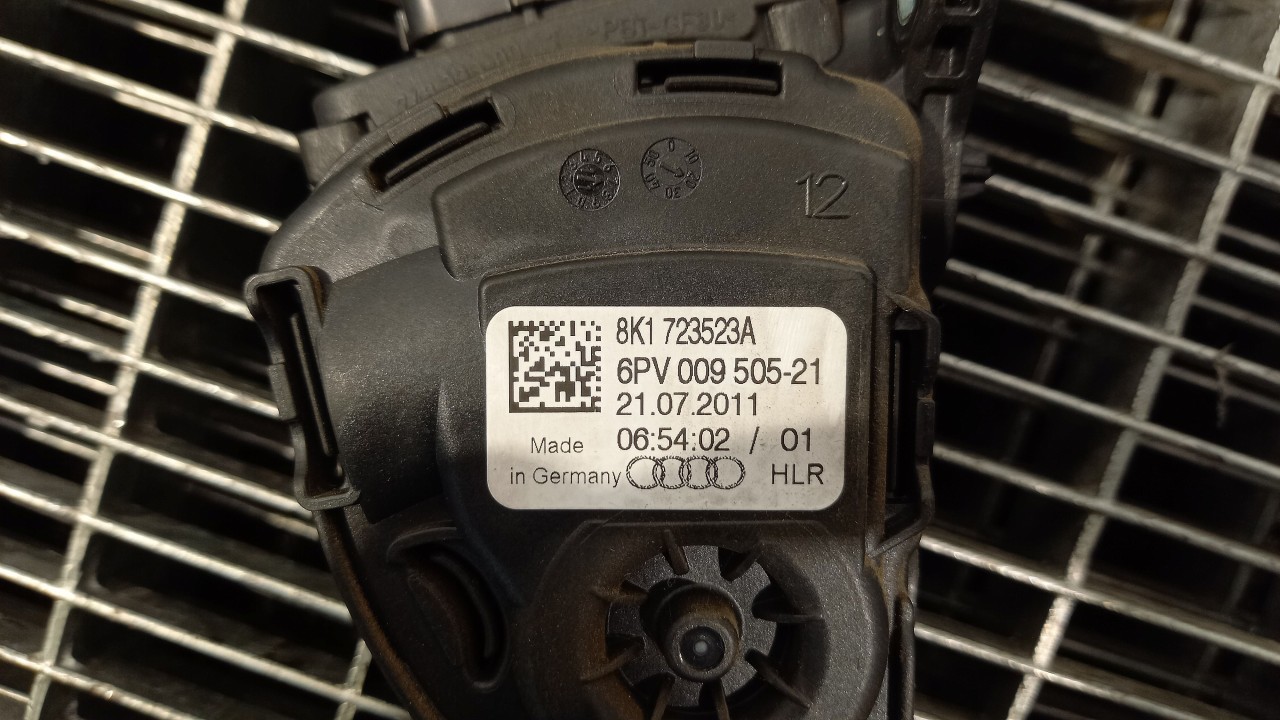 12
8K1 723523A
6PV 009 505-21
21.07.2011
Made 06:54:02 / 01
in Germany HLR